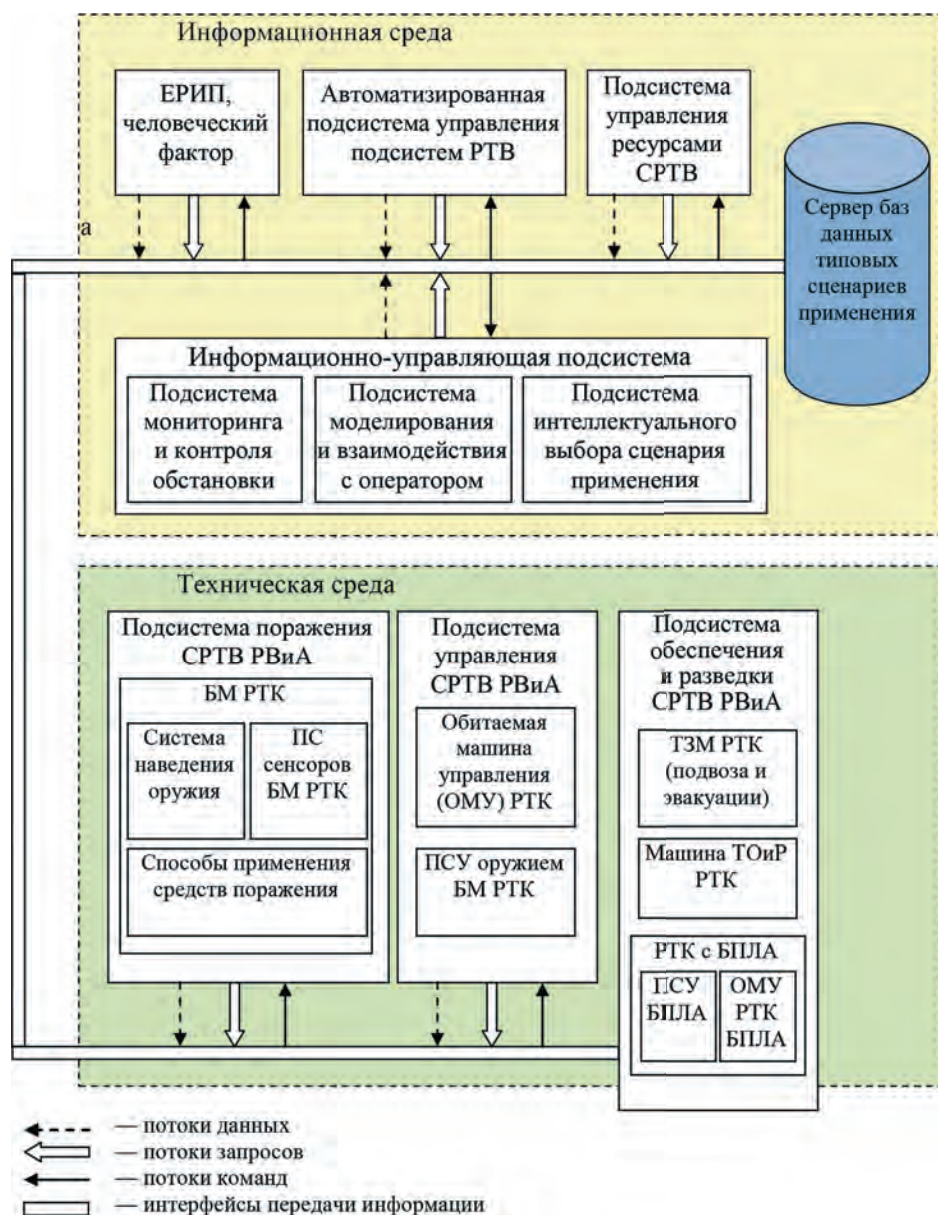 Информационная среда
ЕРИП,
человеческий
фактор
Автоматизированная
подсистема управления
подсистем РТВ
Подсистема
управления
ресурсами
СРТВ
Сервер баз
данных
типовых
сценариев
применения
а
Информационно-управляющая подсистема
Подсистема
мониторинга
и контроля
обстановки
Подсистема
моделирования
и взаимодействия
с оператором
Подсистема
интеллектуального
выбора сценария
применения
Техническая среда
Подсистема поражения
СРТВ РВиА
БМ РТК
Система
наведения
оружия
ПС
сенсоров
БМ РТК
Способы применения
средств поражения
Подсистема
управления
СРТВ РВиА
Обитаемая
машина
управления
(ОМУ) РТК
ПСУ оружием
БМ РТК
Подсистема
обеспечения
и разведки
СРТВ РВиА
ТЗМ РТК
(подвоза и
эвакуации)
Машина ТОиР
РТК
РТК с БПЛА
ПСУ
БПЛА
ОМУ
РТК
БПЛА
— потоки данных
— потоки запросов
— потоки команд
— интерфейсы передачи информации